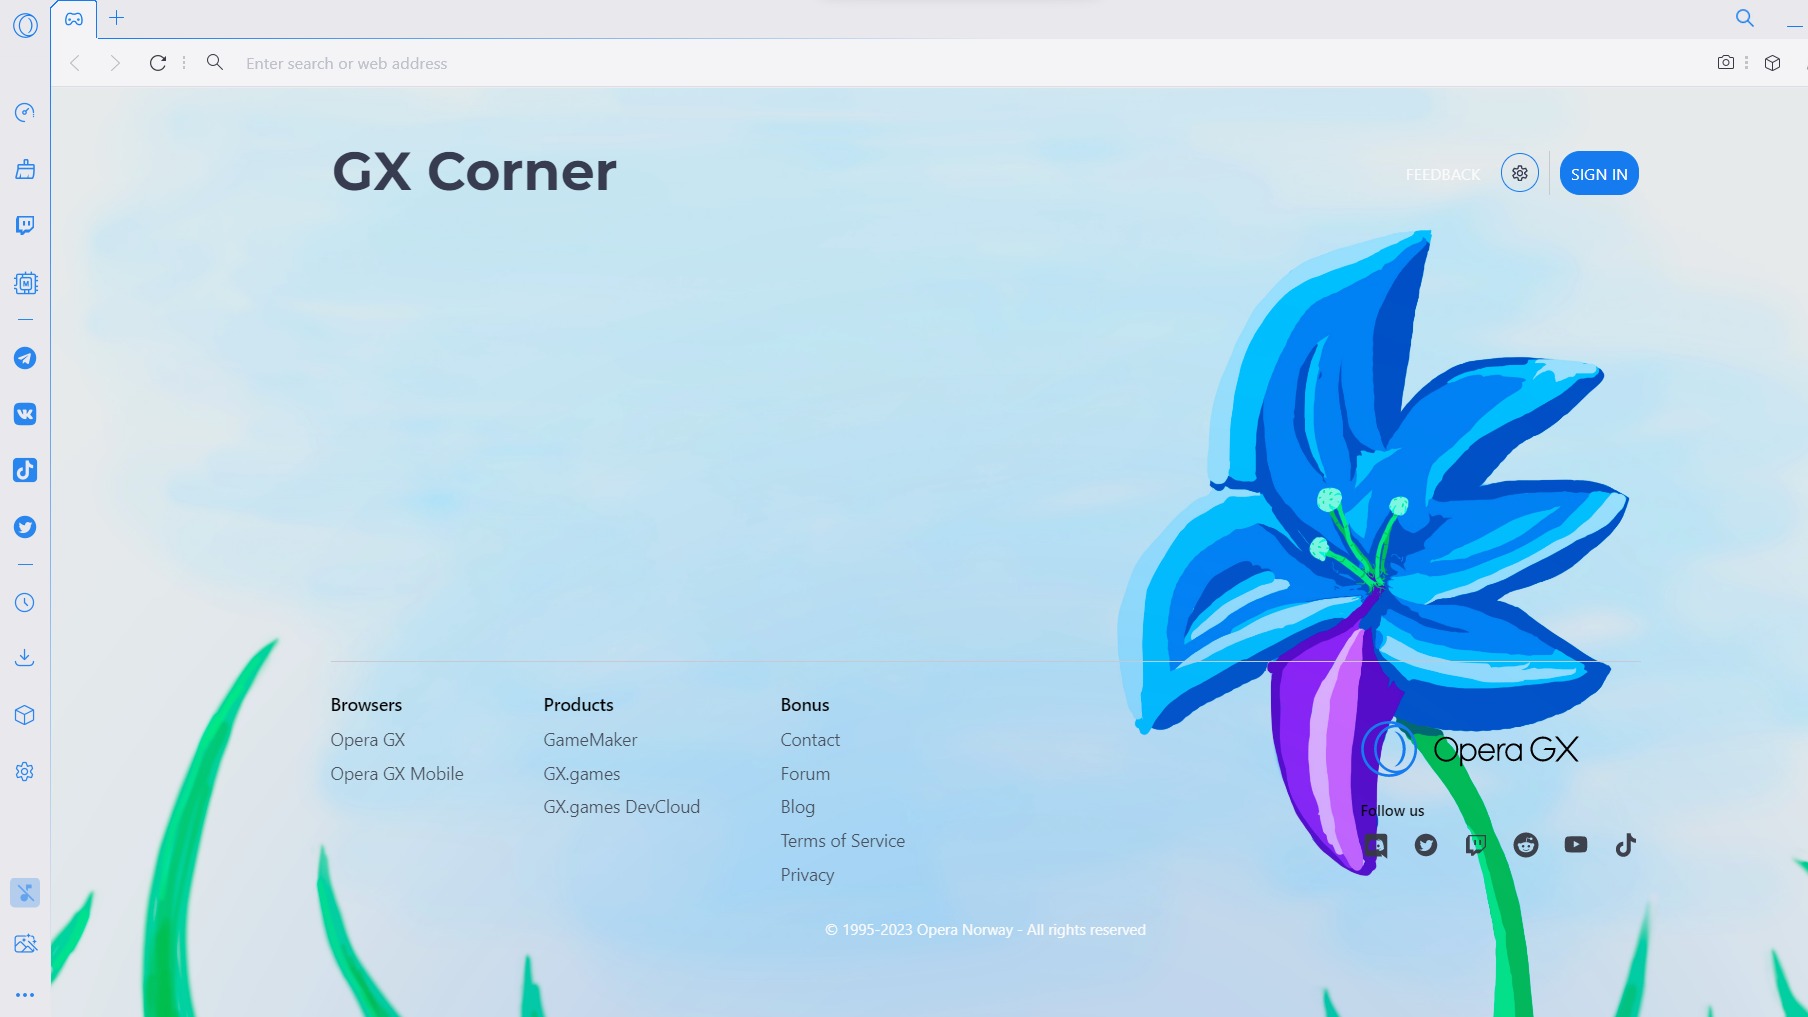 Enter search or web address
GX Corner
FEEDBACK
SIGN IN
Browsers
Opera GX
Opera GX Mobile
Products
GameMaker
GX.games
GX.games DevCloud
Bonus
Contact
Forum
Blog
Terms of Service
Privacy
Opera GX
Follow us
© 1995-2023 Opera Norway - All rights reserved